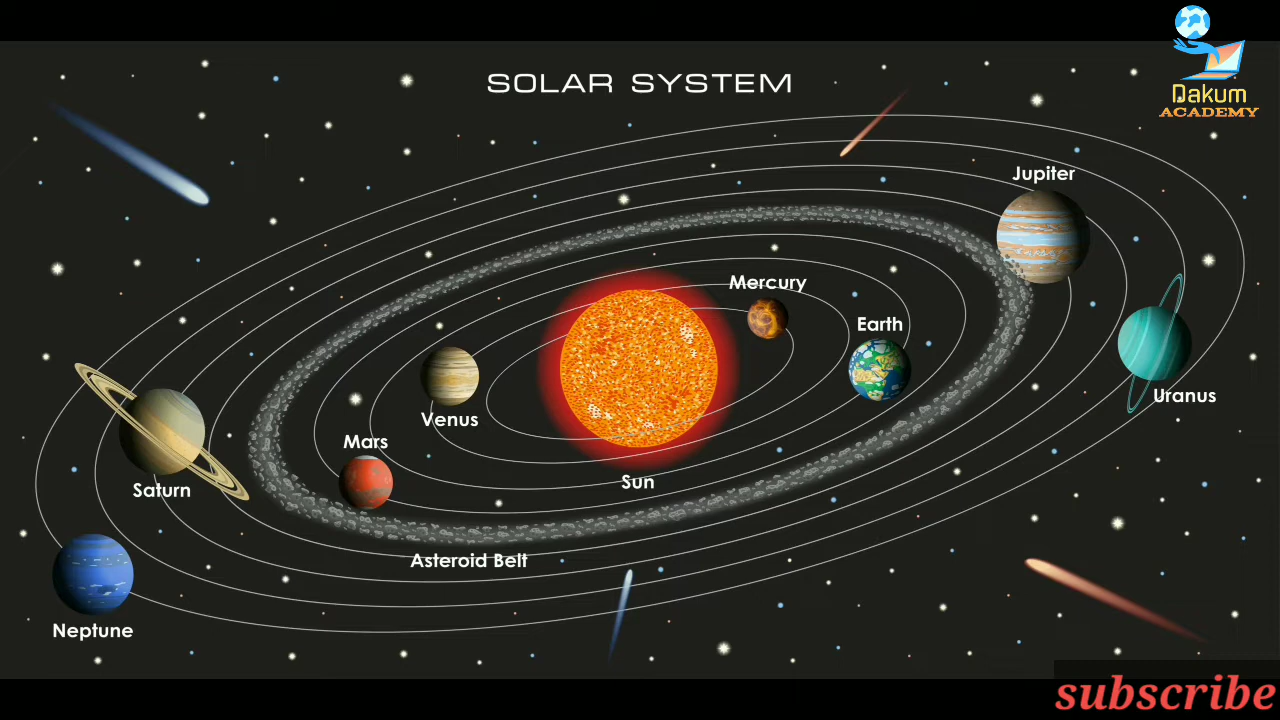 SOLAR SYSTEM
Dakum
ACADEMY
Jupiter
Mercury
Earth
Uranus
Venus
Mars
Sun
Saturn
Asteroid Belt
Neptune
subscribe